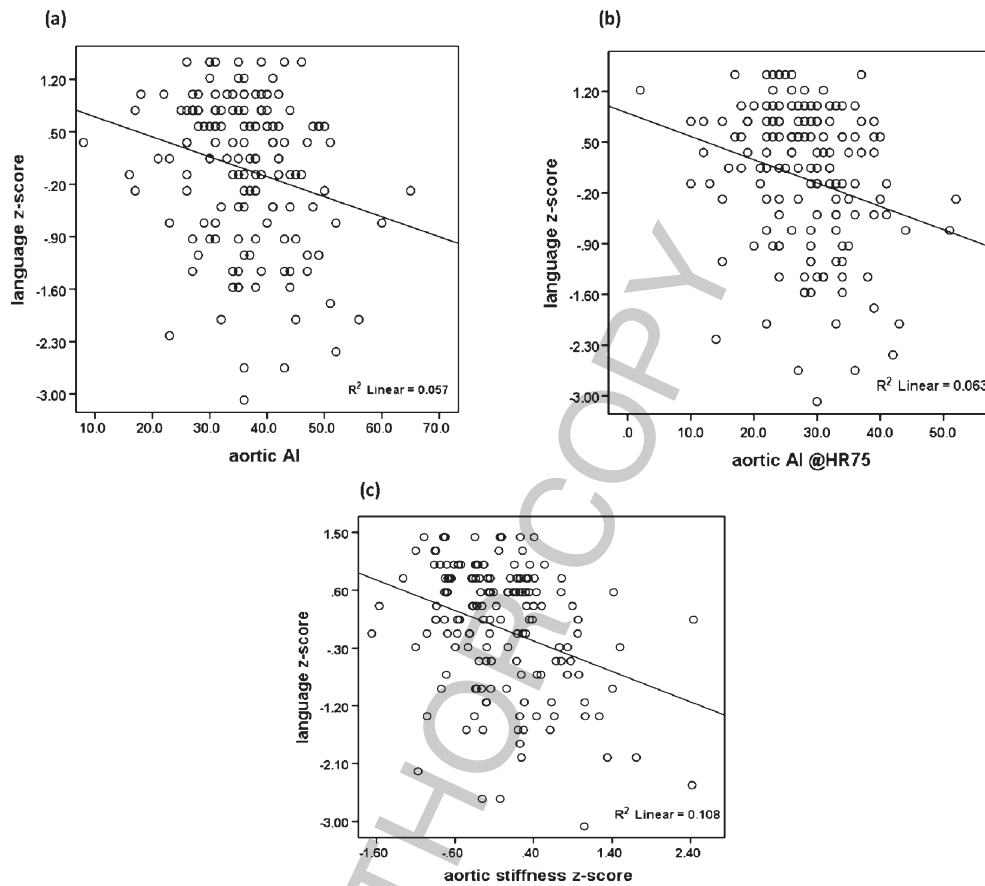 (a)
1.20
.50
-.20
-.90
-1.60
-2.30
-3.00
language z-score
R² Linear = 0.057
10.0 20.0 30.0 40.0 50.0 60.0 70.0
aortic AI
(b)
1.20
.50
-.20
-.90
-1.60
-2.30
-3.00
language z-score
R² Linear = 0.063
.0 10.0 20.0 30.0 40.0 50.0
aortic AI @HR75
(c)
1.50
.60
-.30
-1.20
-2.10
-3.00
language z-score
R² Linear = 0.108
-1.60 -.60 .40 1.40 2.40
aortic stiffness z-score
THOR COPY